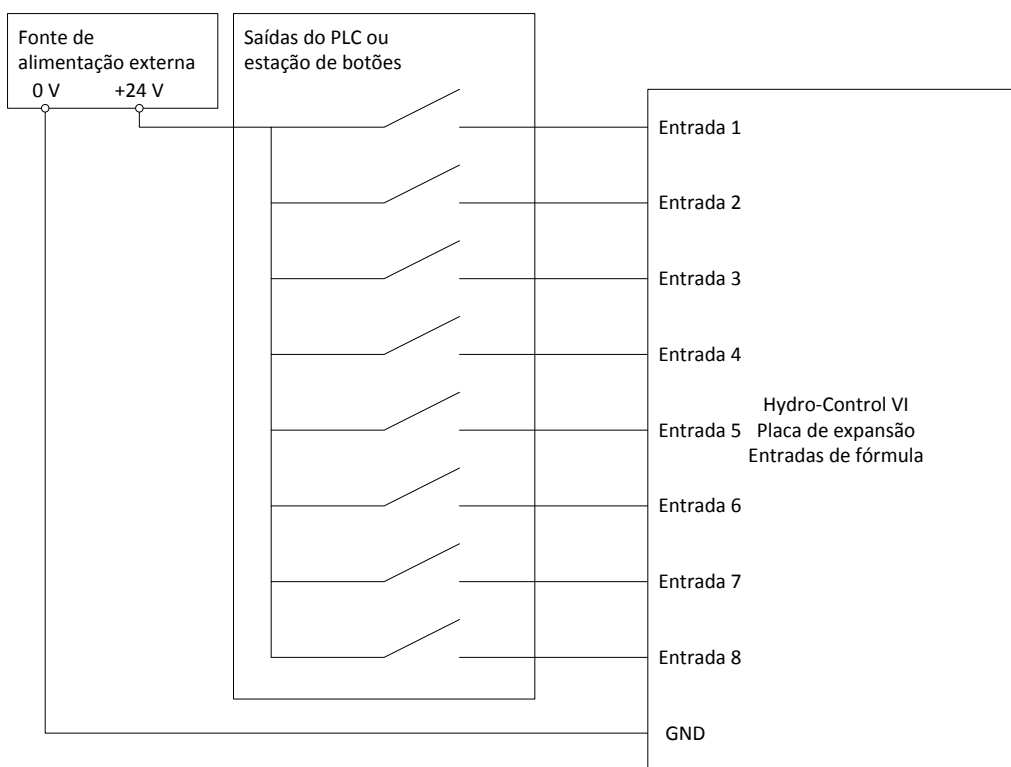 Fonte de
alimentação externa
0 V +24 V
Saídas do PLC ou
estação de botões
Entrada 1
Entrada 2
Entrada 3
Entrada 4
Entrada 5
Entrada 6
Entrada 7
Entrada 8
GND
Hydro-Control VI
Placa de expansão
Entradas de fórmula